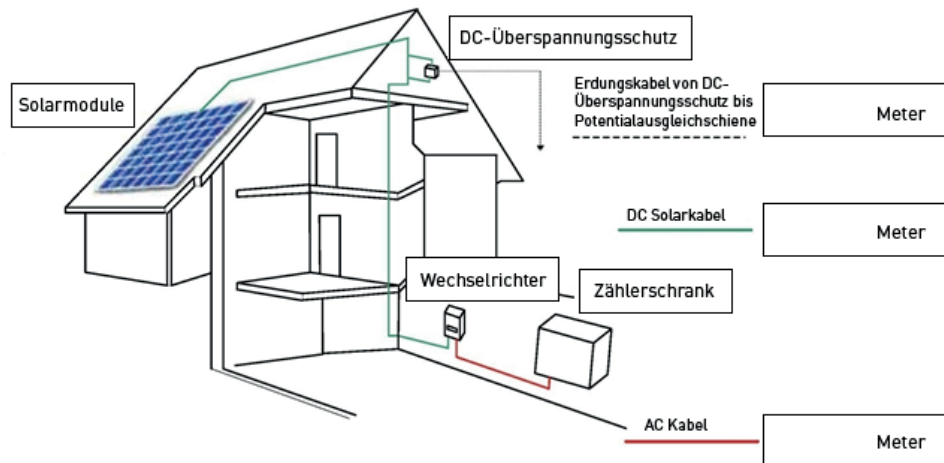 DC-Überspannungsschutz
Solarmodule
Erdungskabel von DC-
Überspannungsschutz bis
Potentialausgleichschiene
Meter
DC Solarkabel
Meter
Wechselrichter
Zählerschrank
AC Kabel
Meter